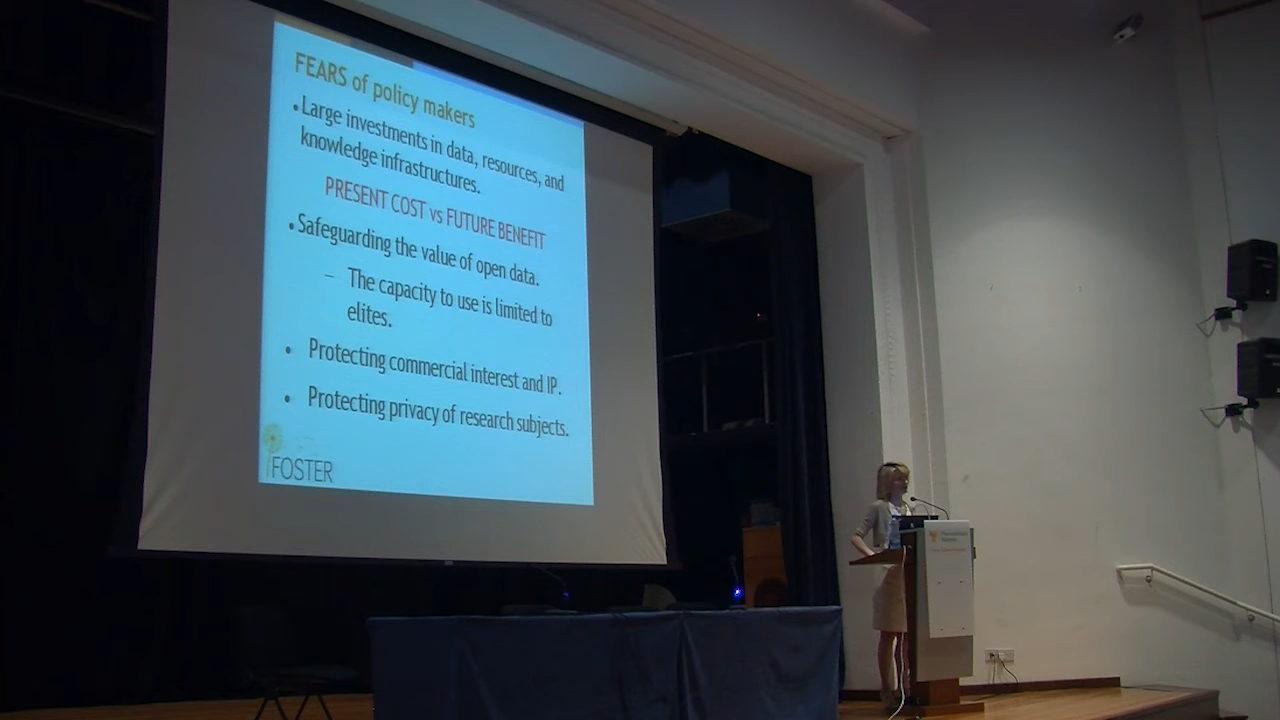 FEARS of policy makers
• Large investments in data, resources, and
knowledge infrastructures.
PRESENT COST vs FUTURE BENEFIT
• Safeguarding the value of open data.
– The capacity to use is limited to
elites.
• Protecting commercial interest and IP.
• Protecting privacy of research subjects.
FOSTER